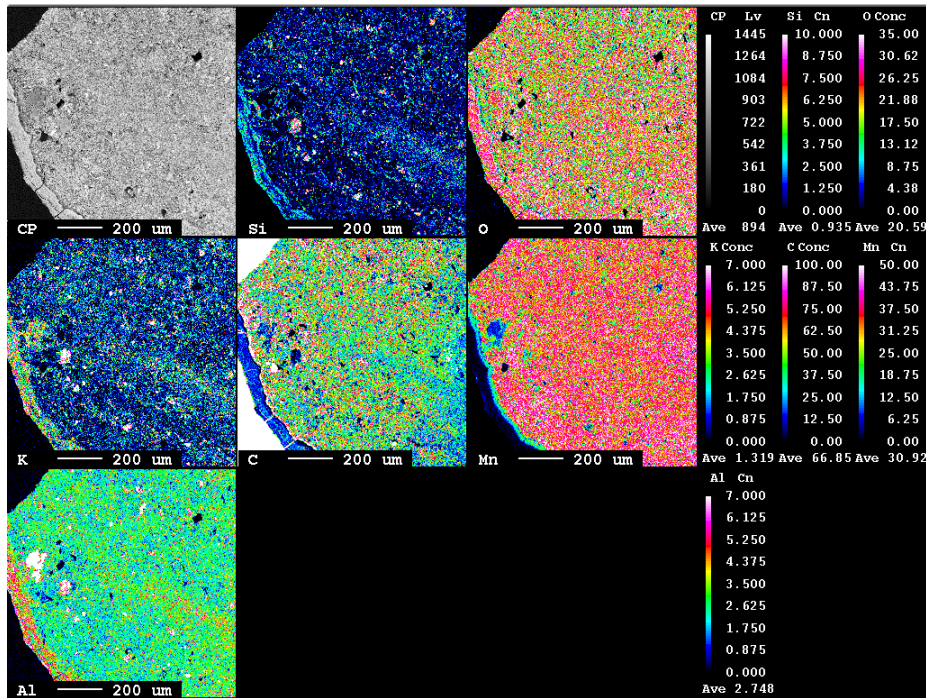 CP Lv Si Cn O Conc
1445 10.000 35.00
1264 8.750 30.62
1084 7.500 26.25
903 6.250 21.88
722 5.000 17.50
542 3.750 13.12
361 2.500 8.75
180 1.250 4.38
0 0.000 0.00
Ave 894 Ave 0.935 Ave 20.59
CP 200 um Si 200 um O 200 um
K Conc C Conc Mn Cn
7.000 100.00 50.00
6.125 87.50 43.75
5.250 75.00 37.50
4.375 62.50 31.25
3.500 50.00 25.00
2.625 37.50 18.75
1.750 25.00 12.50
0.875 12.50 6.25
0.000 0.00 0.00
Ave 1.319 Ave 66.85 Ave 30.92
K 200 um C 200 um Mn 200 um
Al Cn
7.000
6.125
5.250
4.375
3.500
2.625
1.750
0.875
0.000
Ave 2.748
Al 200 um